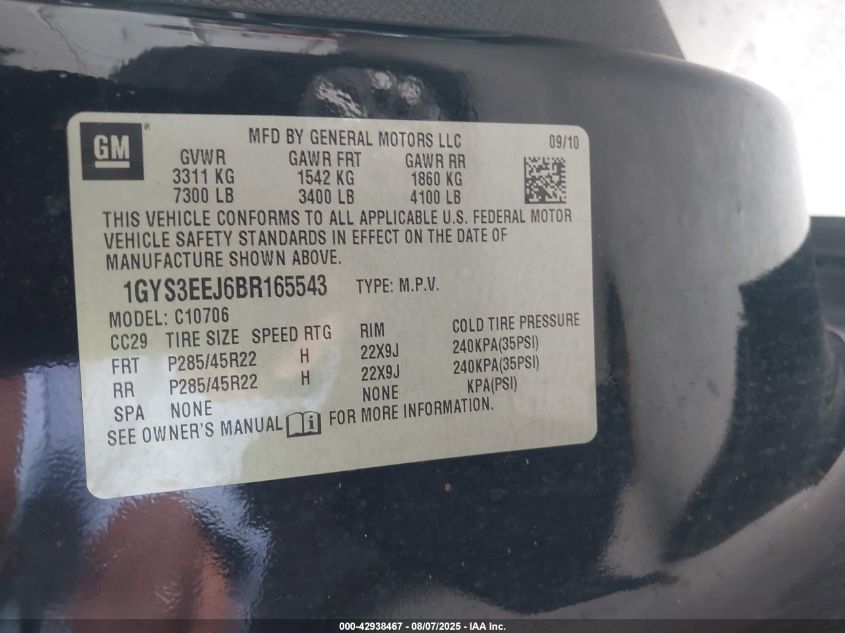 GM
MFD BY GENERAL MOTORS LLC 09/10
GVWR GAWR FRT GAWR RR
3311 KG 1542 KG 1860 KG
7300 LB 3400 LB 4100 LB
THIS VEHICLE CONFORMS TO ALL APPLICABLE U.S. FEDERAL MOTOR
VEHICLE SAFETY STANDARDS IN EFFECT ON THE DATE OF
MANUFACTURE SHOWN ABOVE.
1GYS3EEJ6BR165543 TYPE: M.P.V.
MODEL: C10706
CC29 TIRE SIZE SPEED RTG RIM COLD TIRE PRESSURE
FRT P285/45R22 H 22X9J 240KPA(35PSI)
RR P285/45R22 H 22X9J 240KPA(35PSI)
SPA NONE NONE KPA(PSI)
SEE OWNER'S MANUAL FOR MORE INFORMATION.
000-42938467 - 08/07/2025 - IAA Inc.